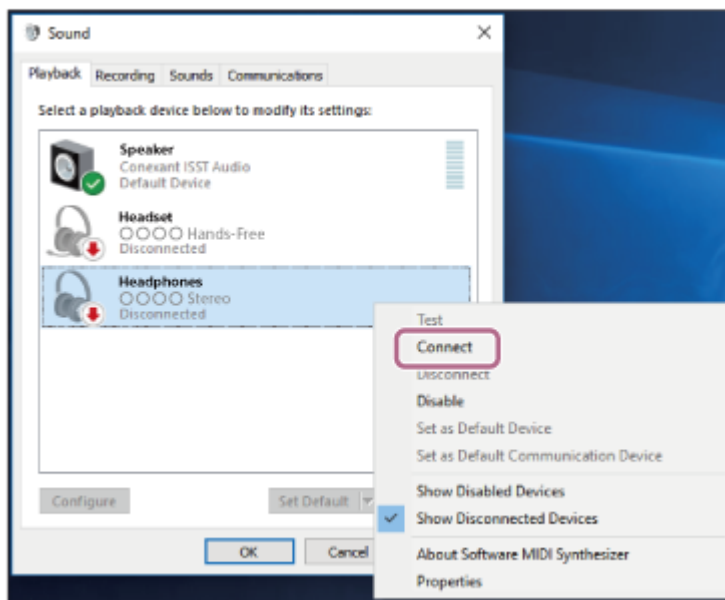 Sound
Playback Recording Sounds Communications
Select a playback device below to modify its settings:
Speaker
Conexant ISST Audio
Default Device
Headset
○○○○ Hands-Free
Disconnected
Headphones
○○○○ Stereo
Disconnected
Test
Connect
Disconnect
Disable
Set as Default Device
Set as Default Communication Device
Show Disabled Devices
Show Disconnected Devices
About Software MIDI Synthesizer
Properties
Configure Set Default
OK Cancel